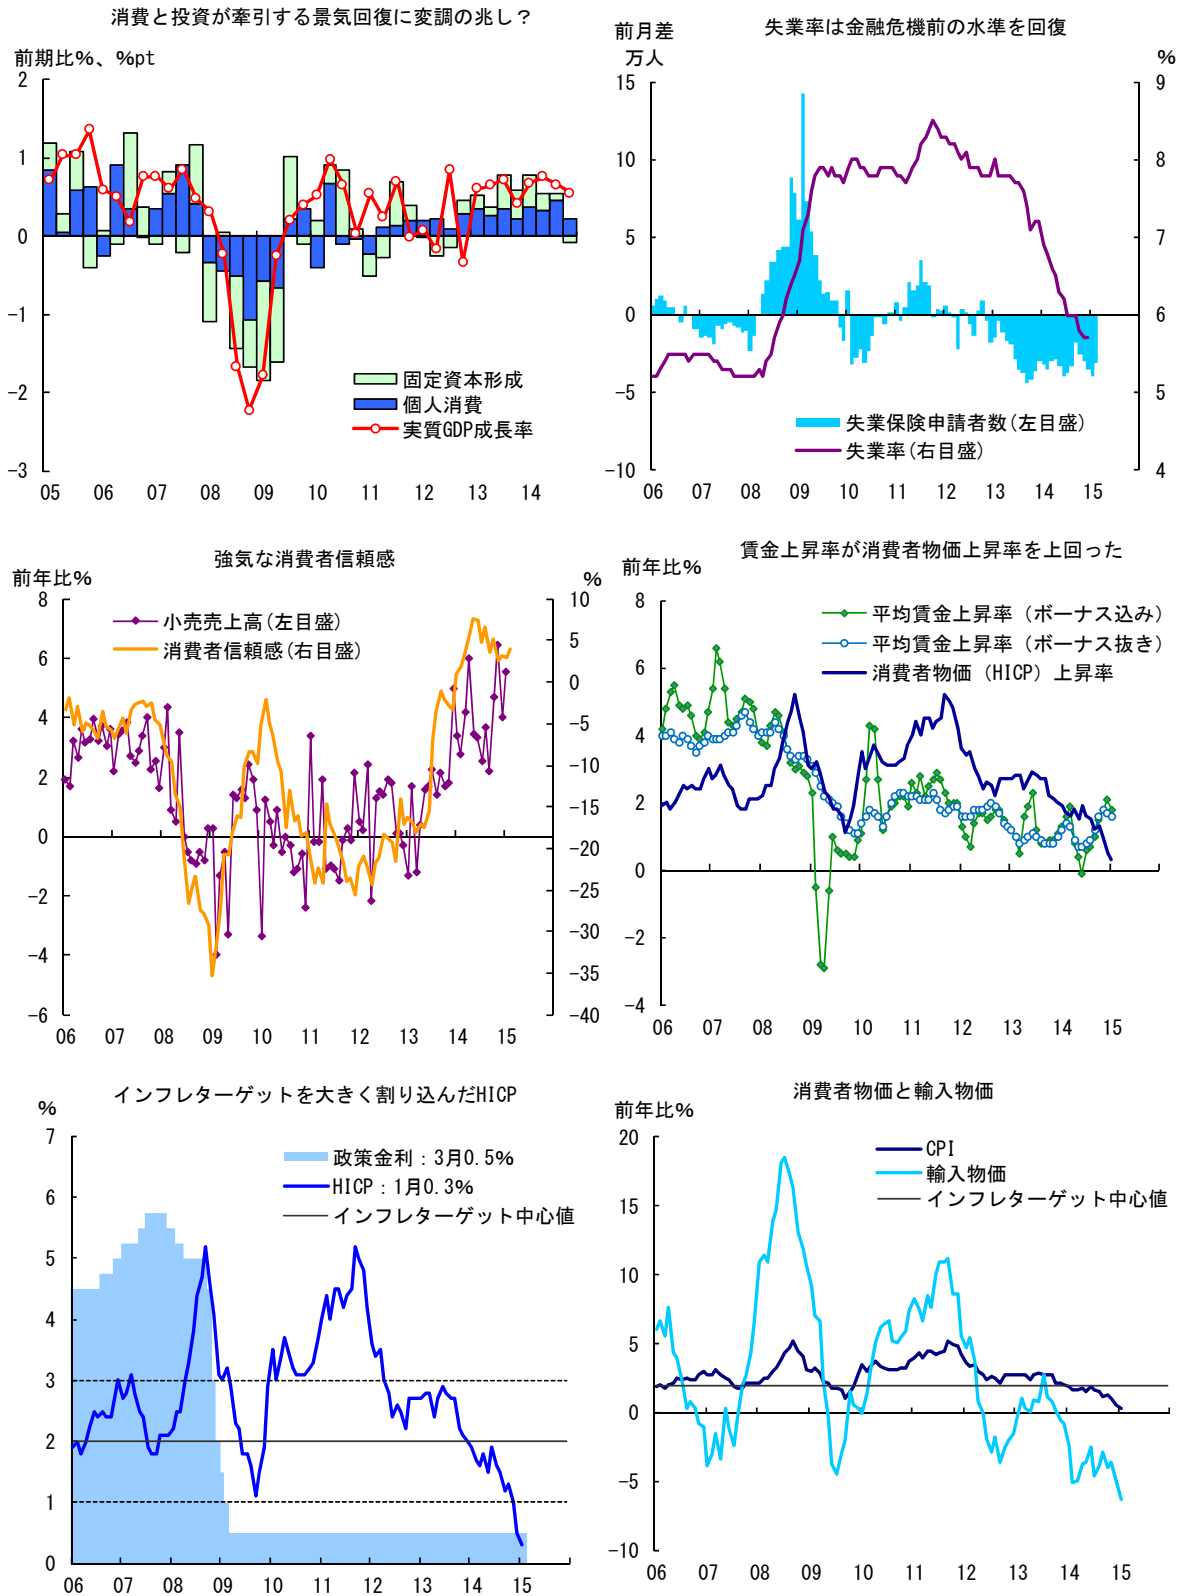 消費と投資が牽引する景気回復に変調の兆し？
前期比%、%pt
2
1
0
−1
−2
−3
固定資本形成
個人消費
実質GDP成長率
05 06 07 08 09 10 11 12 13 14
失業率は金融危機前の水準を回復
前月差
万人
%
15
10
5
0
−5
−10
9
8
7
6
5
4
失業保険申請者数(左目盛)
失業率(右目盛)
06 07 08 09 10 11 12 13 14 15
強気な消費者信頼感
前年比%
%
8
6
4
2
0
−2
−4
−6
10
5
0
−5
−10
−15
−20
−25
−30
−35
−40
小売売上高(左目盛)
消費者信頼感(右目盛)
06 07 08 09 10 11 12 13 14 15
賃金上昇率が消費者物価上昇率を上回った
前年比%
8
6
4
2
0
−2
−4
平均賃金上昇率（ボーナス込み）
平均賃金上昇率（ボーナス抜き）
消費者物価（HICP）上昇率
06 07 08 09 10 11 12 13 14 15
インフレターゲットを大きく割り込んだHICP
%
7
6
5
4
3
2
1
0
政策金利：3月0.5%
HICP：1月0.3%
インフレターゲット中心値
06 07 08 09 10 11 12 13 14 15
消費者物価と輸入物価
前年比%
20
15
10
5
0
−5
−10
CPI
輸入物価
インフレターゲット中心値
06 07 08 09 10 11 12 13 14 15